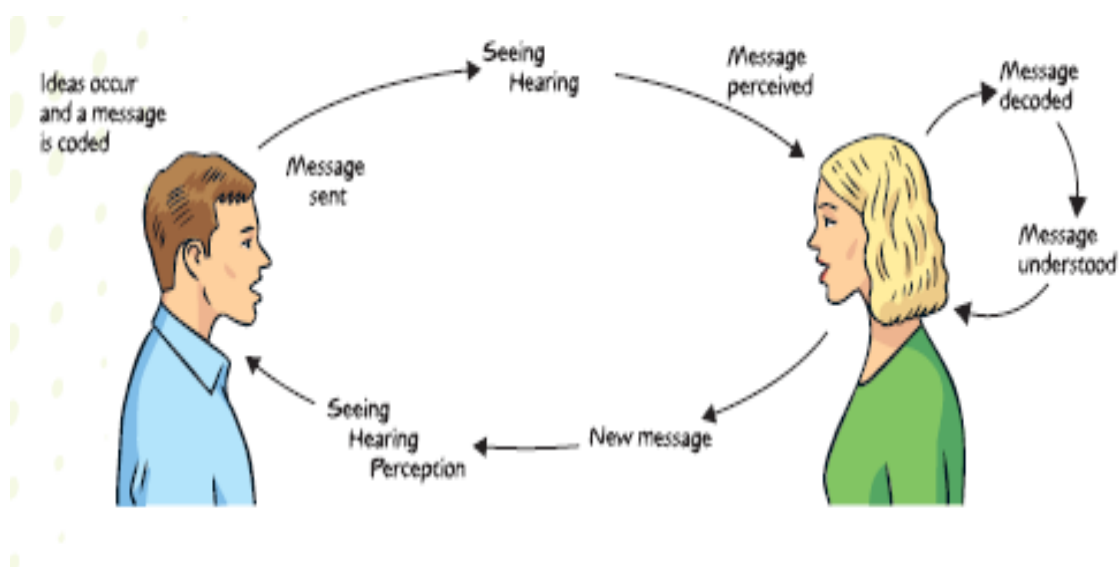 Ideas occur
and a message
is coded
Message
sent
Seeing
Hearing
Message
perceived
Message
decoded
Message
understood
New message
Seeing
Hearing
Perception